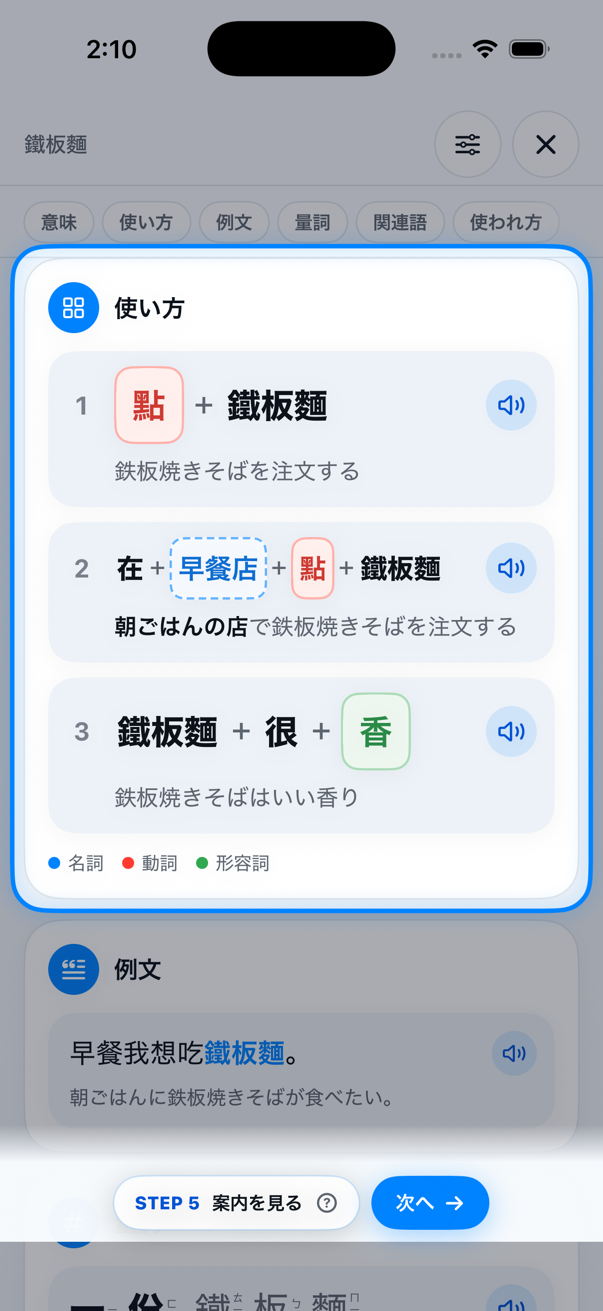 2:10
鐵板麵
意味 使い方 例文 量詞 関連語 使われ方
使い方
1 點 + 鐵板麵
鉄板焼きそばを注文する
2 在 + 早餐店 + 點 + 鐵板麵
朝ごはんの店で鉄板焼きそばを注文する
3 鐵板麵 + 很 + 香
鉄板焼きそばはいい香り
名詞 動詞 形容詞
例文
早餐我想吃鐵板麵。
朝ごはんに鉄板焼きそばが食べたい。
STEP 5 案内を見る ?
次へ →
一份鐵板麵